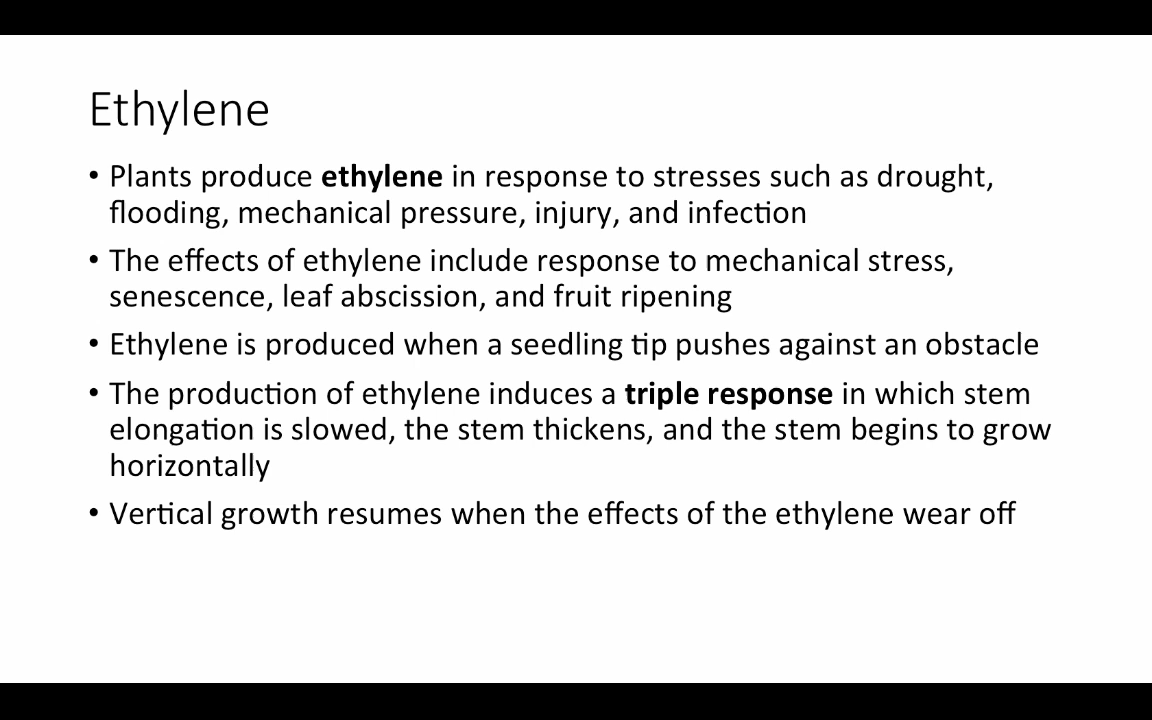 Ethylene
• Plants produce ethylene in response to stresses such as drought,
flooding, mechanical pressure, injury, and infection
• The effects of ethylene include response to mechanical stress,
senescence, leaf abscission, and fruit ripening
• Ethylene is produced when a seedling tip pushes against an obstacle
• The production of ethylene induces a triple response in which stem
elongation is slowed, the stem thickens, and the stem begins to grow
horizontally
• Vertical growth resumes when the effects of the ethylene wear off